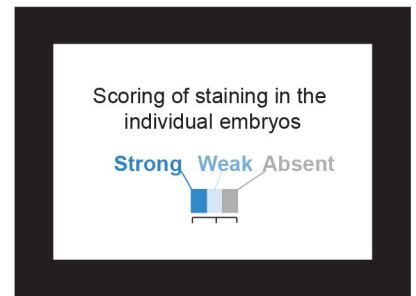 Scoring of staining in the
individual embryos
Strong Weak Absent